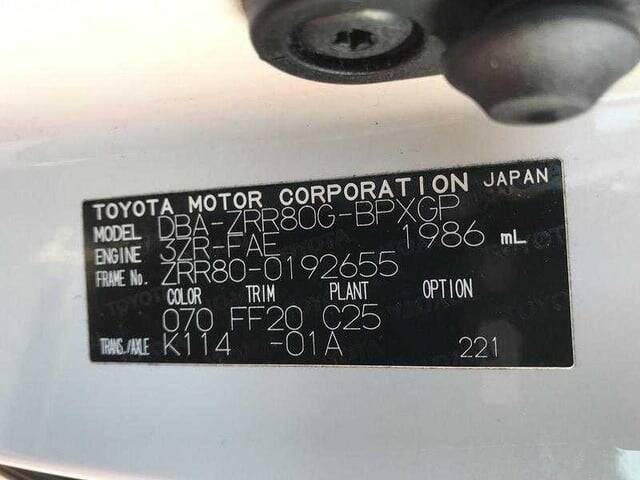 TOYOTA MOTOR CORPORATION JAPAN
MODEL DBA-ZRR80G-BPXGP
ENGINE 3ZR-FAE 1986 mL
FRAME No. ZRR80-0192655
COLOR TRIM PLANT OPTION
070 FF20 C25
TRANS./AXLE K114 -01A 221